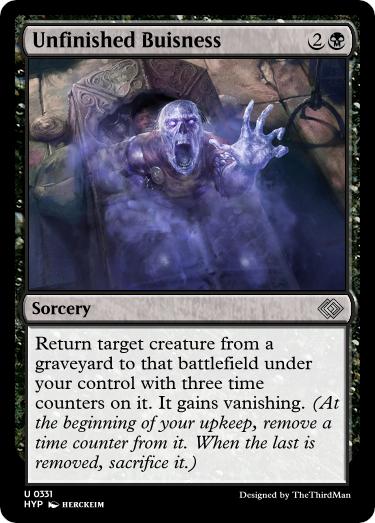 Unfinished Buisness 2
Sorcery
Return target creature from a
graveyard to that battlefield under
your control with three time
counters on it. It gains vanishing. (At
the beginning of your upkeep, remove a
time counter from it. When the last is
removed, sacrifice it.)
U 0331
HYP HERCKEIM
Designed by TheThirdMan